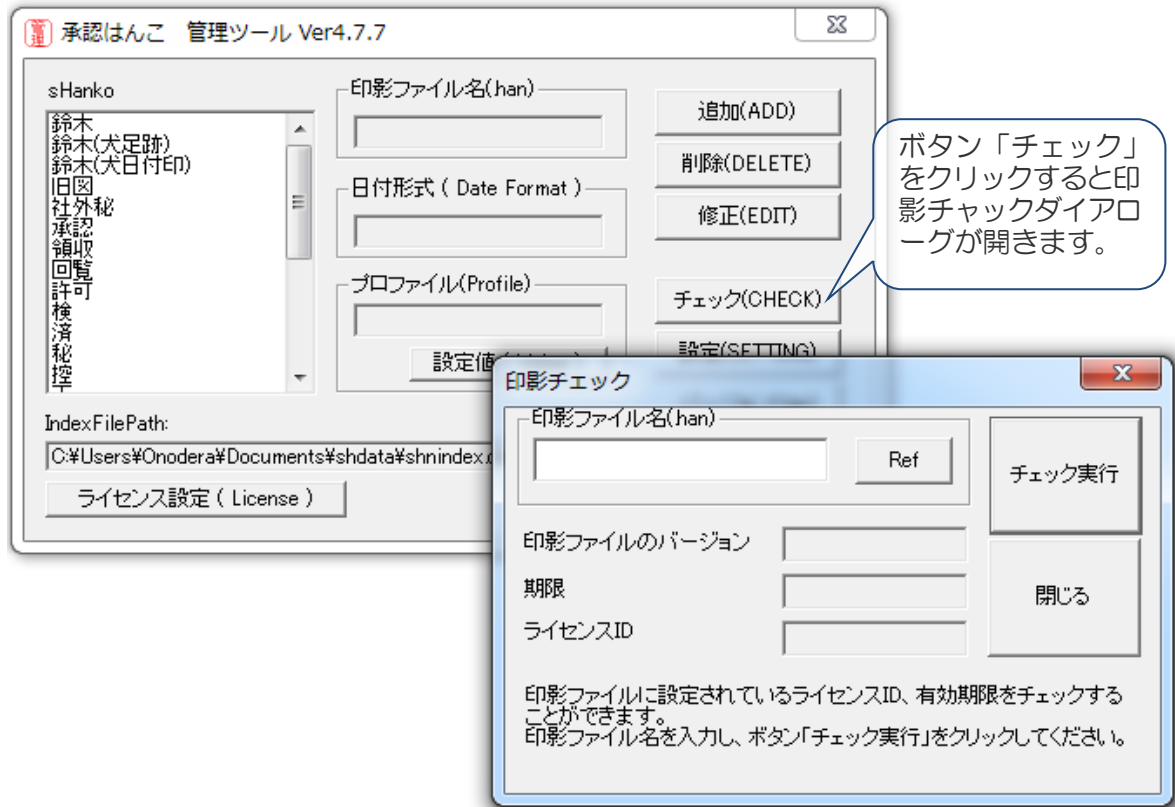 管理 承認はんこ 管理ツール Ver4.7.7
sHanko
鈴木
鈴木(犬足跡)
鈴木(犬日付印)
旧図
社外秘
承認
領収
回覧
許可
検
済
秘
控
印影ファイル名(.han)
日付形式 ( Date Format )
プロファイル(Profile)
設定値
追加(ADD)
削除(DELETE)
修正(EDIT)
チェック(CHECK)
設定(SETTING)
IndexFilePath:
C:¥Users¥Onodera¥Documents¥shdata¥shnindex.
ライセンス設定 ( License )
ボタン「チェック」
をクリックすると印
影チャックダイアロ
ーグが開きます。
印影チェック
印影ファイル名(.han)
Ref
チェック実行
印影ファイルのバージョン
期限
閉じる
ライセンスID
印影ファイルに設定されているライセンスID、有効期限をチェックする
ことができます。
印影ファイル名を入力し、ボタン「チェック実行」をクリックしてください。